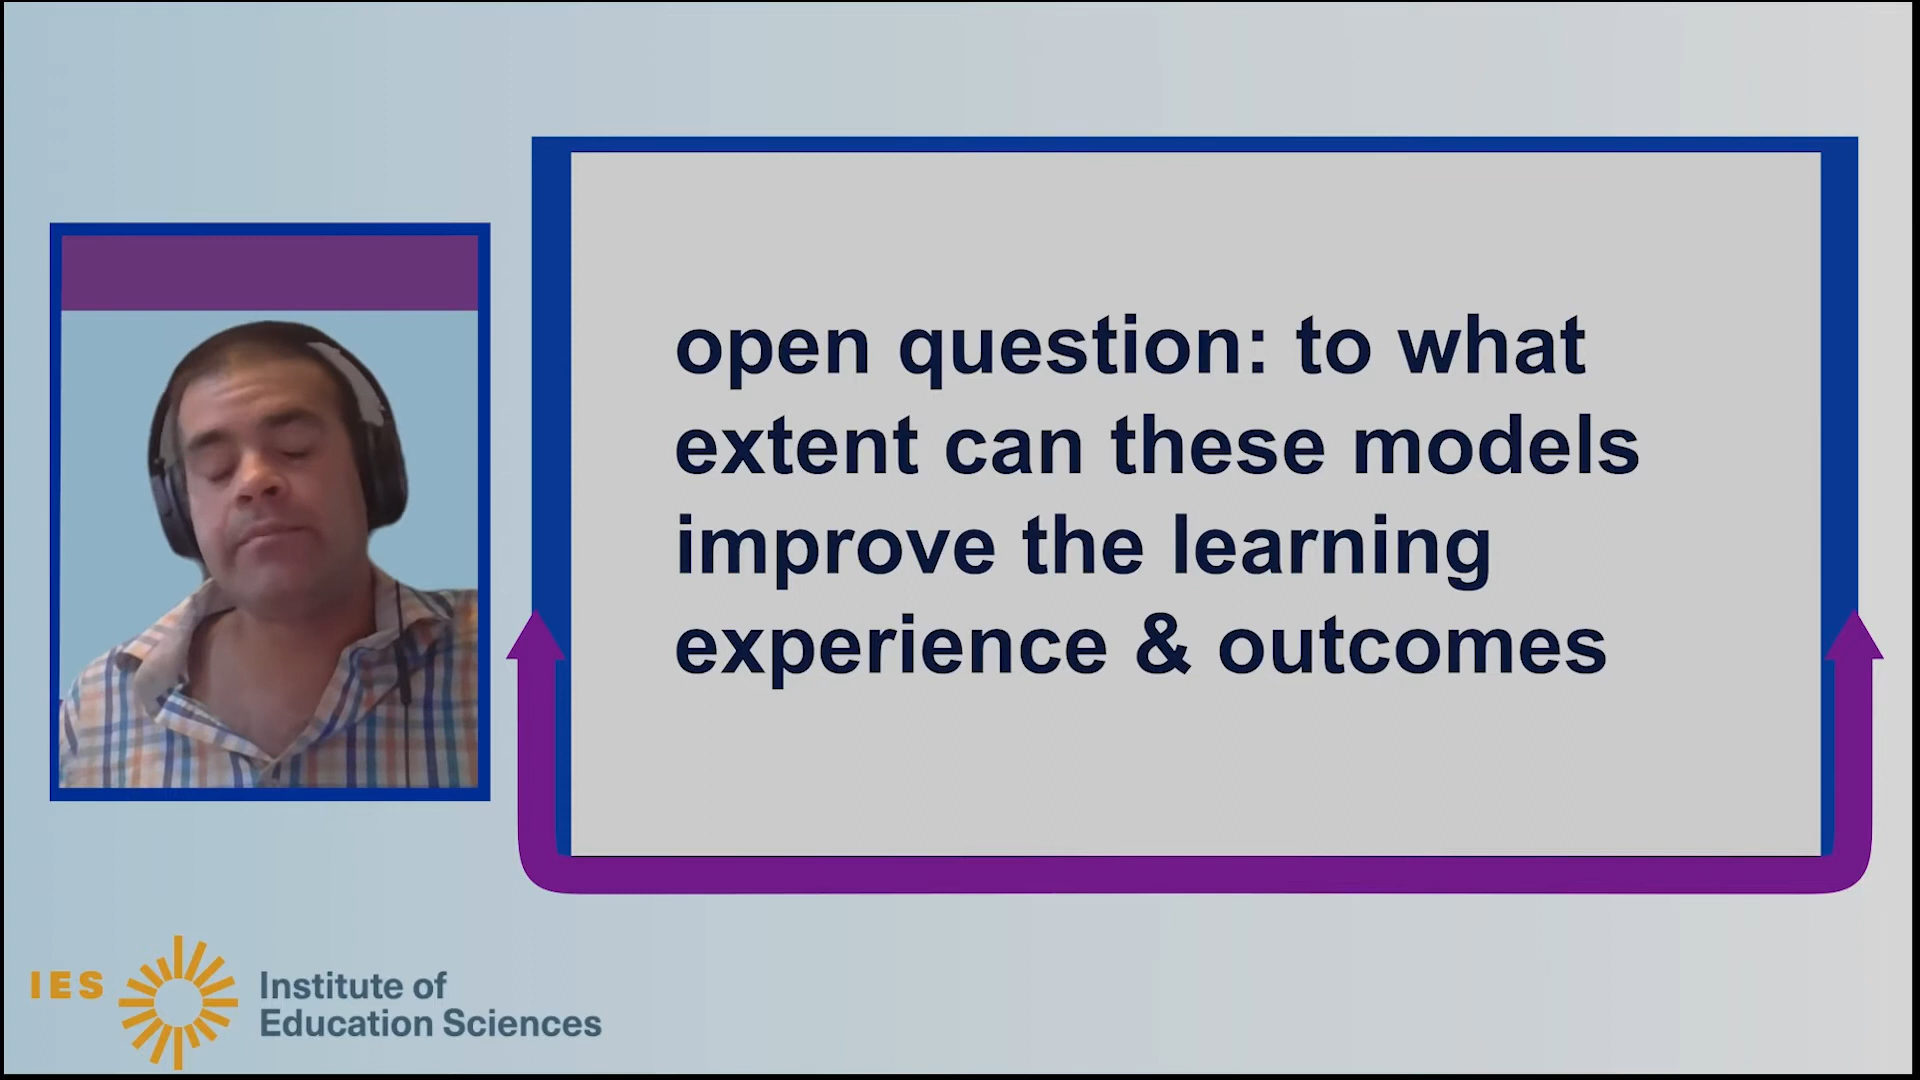 open question: to what
extent can these models
improve the learning
experience & outcomes
IES
Institute of
Education Sciences